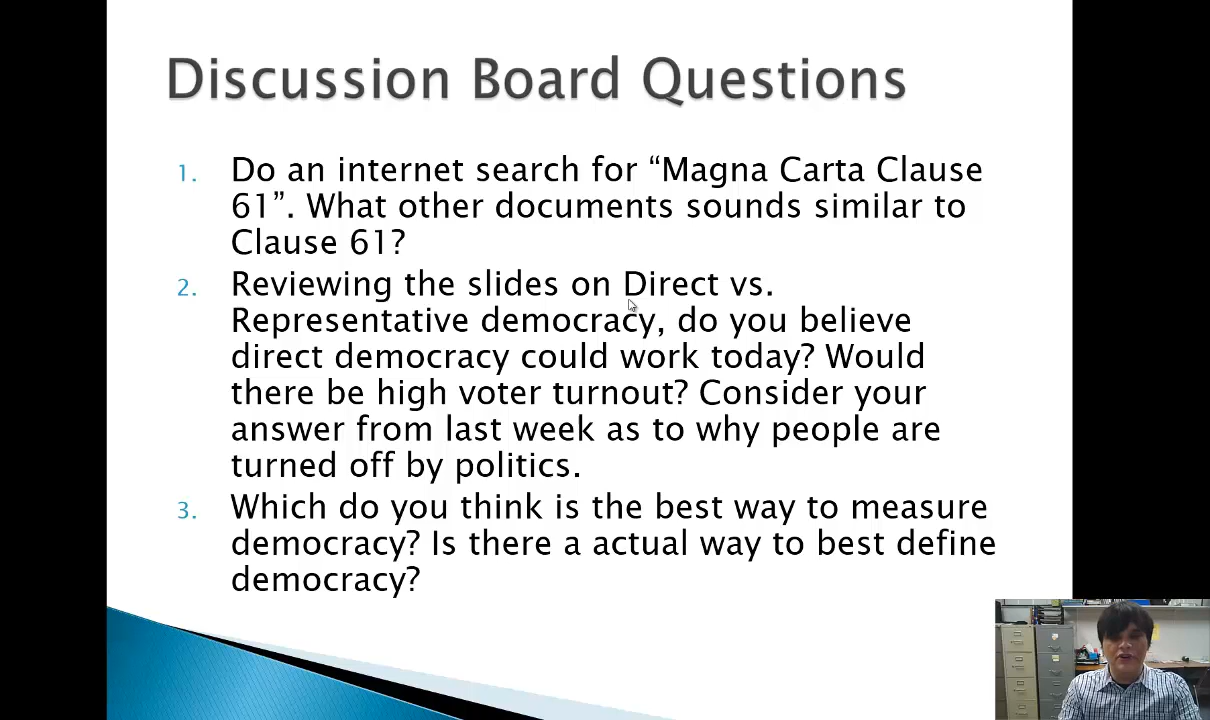 Discussion Board Questions
1. Do an internet search for “Magna Carta Clause
61”. What other documents sounds similar to
Clause 61?
2. Reviewing the slides on Direct vs.
Representative democracy, do you believe
direct democracy could work today? Would
there be high voter turnout? Consider your
answer from last week as to why people are
turned off by politics.
3. Which do you think is the best way to measure
democracy? Is there a actual way to best define
democracy?